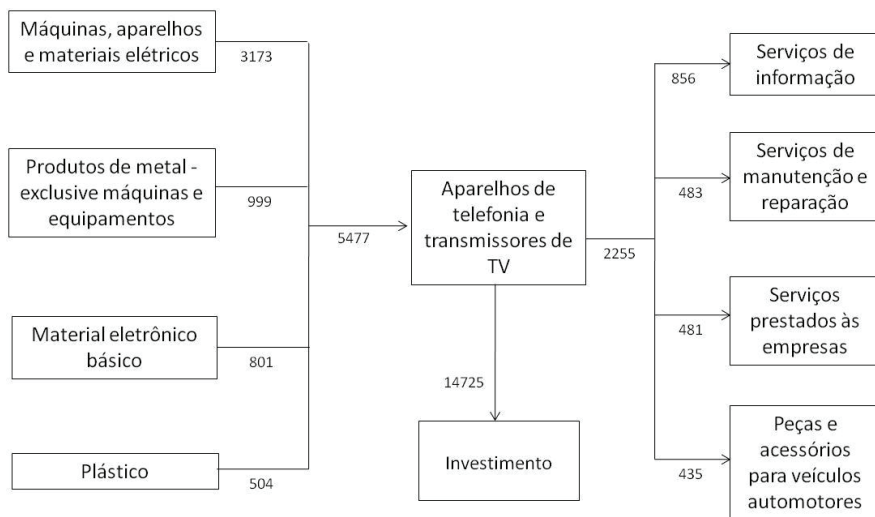 Máquinas, aparelhos
e materiais elétricos
3173
Produtos de metal -
exclusive máquinas e
equipamentos
999
Material eletrônico
básico
801
Plástico
504
5477
Aparelhos de
telefonia e
transmissores de
TV
2255
14725
Investimento
Serviços de
informação
856
Serviços de
manutenção e
reparação
483
Serviços
prestados às
empresas
481
Peças e
acessórios
para veículos
automotores
435